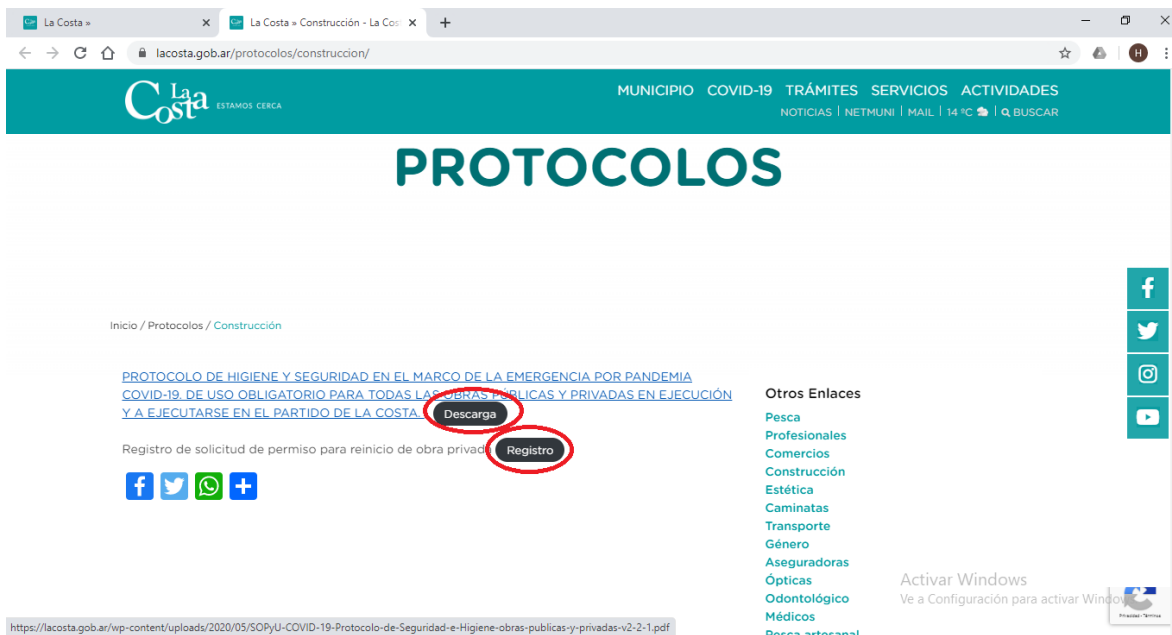 La Costa »
La Costa » Construcción - La Cos
lacosta.gob.ar/protocolos/construccion/
H
La Costa ESTAMOS CERCA
MUNICIPIO COVID-19 TRÁMITES SERVICIOS ACTIVIDADES
NOTICIAS | NETMUNI | MAIL | 14 ºC | BUSCAR
PROTOCOLOS
Inicio / Protocolos / Construcción
PROTOCOLO DE HIGIENE Y SEGURIDAD EN EL MARCO DE LA EMERGENCIA POR PANDEMIA
COVID-19. DE USO OBLIGATORIO PARA TODAS LAS OBRAS PÚBLICAS Y PRIVADAS EN EJECUCIÓN
Y A EJECUTARSE EN EL PARTIDO DE LA COSTA. Descarga
Registro de solicitud de permiso para reinicio de obra privada Registro
Otros Enlaces
Pesca
Profesionales
Comercios
Construcción
Estética
Caminatas
Transporte
Género
Aseguradoras
Ópticas
Odontológico
Médicos
Pesca artesanal
Activar Windows
Ve a Configuración para activar Windo
Privacidad - Términos
https://lacosta.gob.ar/wp-content/uploads/2020/05/SOPyU-COVID-19-Protocolo-de-Seguridad-e-Higiene-obras-publicas-y-privadas-v2-2-1.pdf